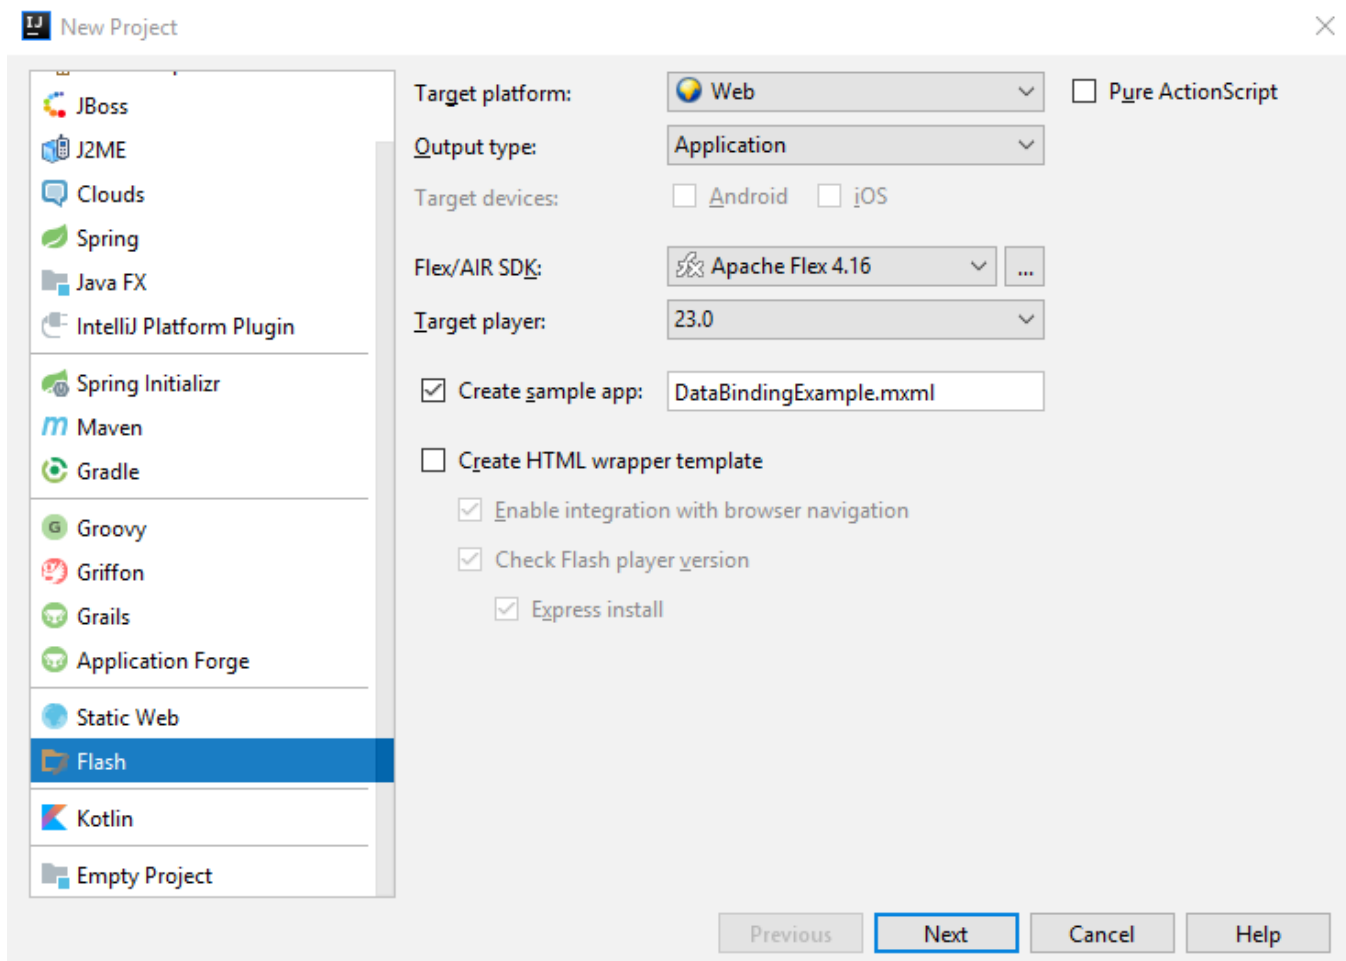 New Project
JBoss
J2ME
Clouds
Spring
Java FX
IntelliJ Platform Plugin
Spring Initializr
Maven
Gradle
Groovy
Griffon
Grails
Application Forge
Static Web
Flash
Kotlin
Empty Project
Target platform: Web Pure ActionScript
Output type: Application
Target devices: Android iOS
Flex/AIR SDK: Apache Flex 4.16 ...
Target player: 23.0
Create sample app: DataBindingExample.mxml
Create HTML wrapper template
Enable integration with browser navigation
Check Flash player version
Express install
Previous Next Cancel Help